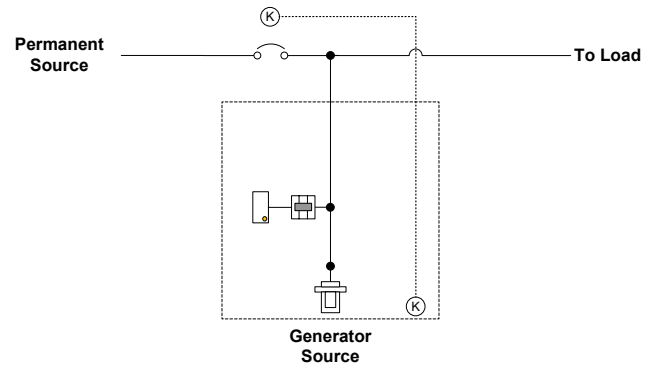 K
Permanent
Source
To Load
K
Generator
Source